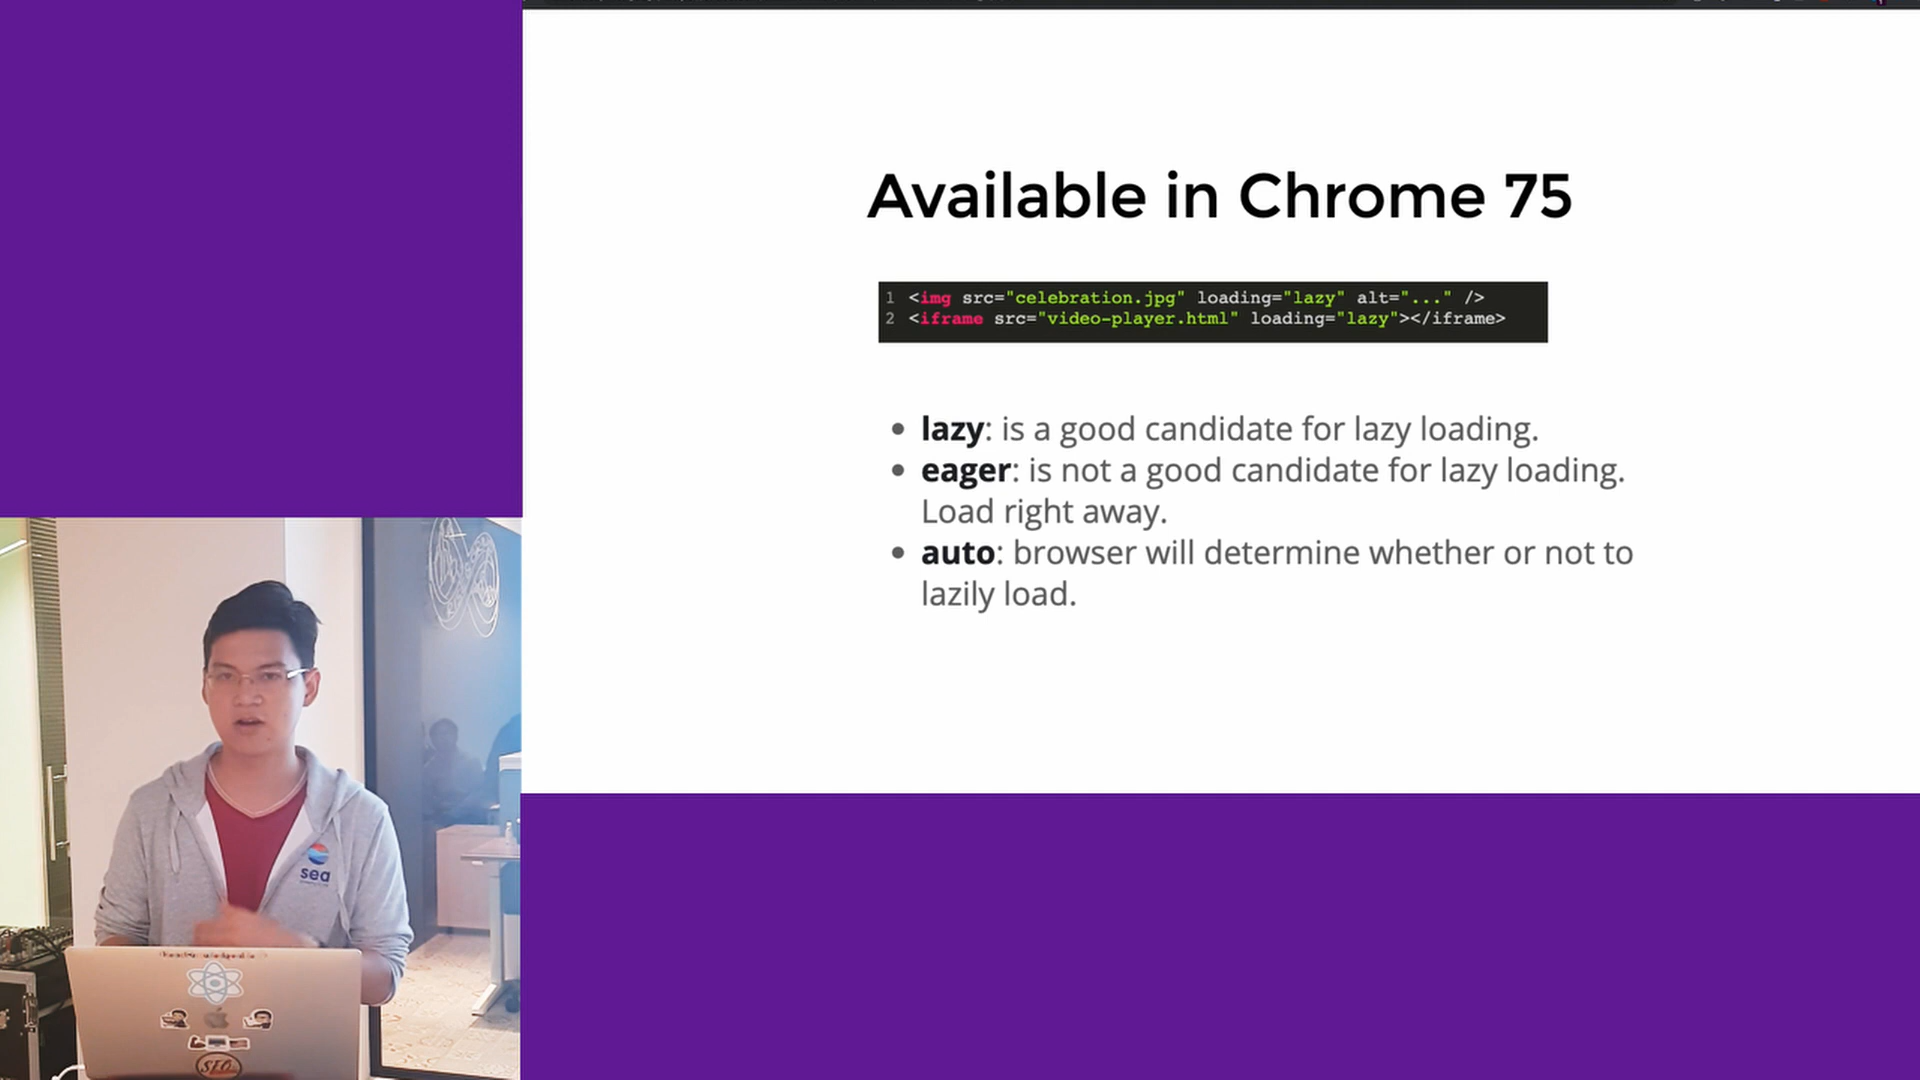 Available in Chrome 75
1 <img src="celebration.jpg" loading="lazy" alt="..." />
2 <iframe src="video-player.html" loading="lazy"></iframe>
• lazy: is a good candidate for lazy loading.
• eager: is not a good candidate for lazy loading.
Load right away.
• auto: browser will determine whether or not to
lazily load.
sea
SEO